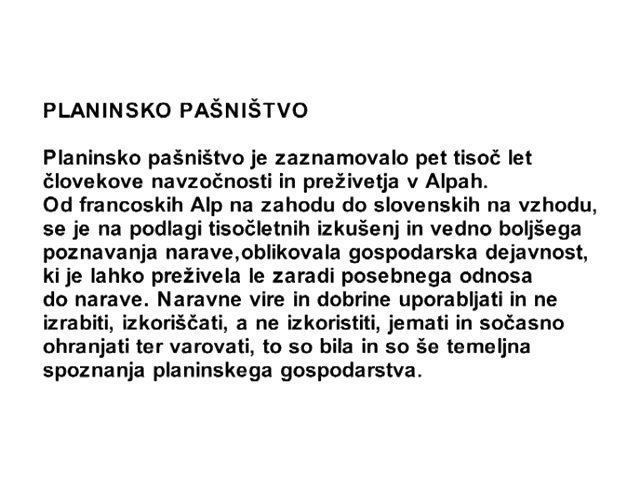 PLANINSKO PAŠNIŠTVO
Planinsko pašništvo je zaznamovalo pet tisoč let
človekove navzočnosti in preživetja v Alpah.
Od francoskih Alp na zahodu do slovenskih na vzhodu,
se je na podlagi tisočletnih izkušenj in vedno boljšega
poznavanja narave,oblikovala gospodarska dejavnost,
ki je lahko preživela le zaradi posebnega odnosa
do narave. Naravne vire in dobrine uporabljati in ne
izrabiti, izkoriščati, a ne izkoristiti, jemati in sočasno
ohranjati ter varovati, to so bila in so še temeljna
spoznanja planinskega gospodarstva.